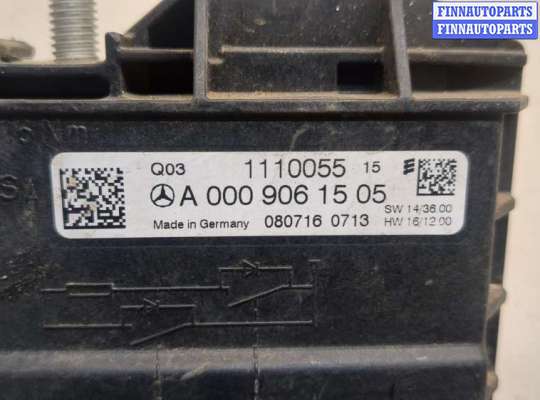 FINNAUTOPARTS
FINNAUTOPARTS
Q03 1110055 15
A 000 906 15 05
SW 14/36.00
Made in Germany 080716 0713 HW 16/12 00